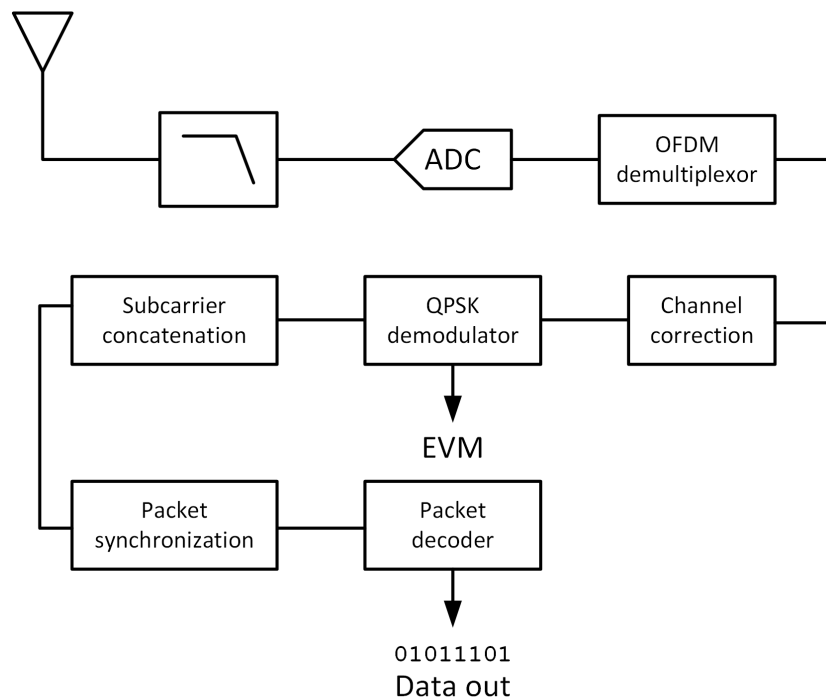 ADC
OFDM
demultiplexor
Subcarrier
concatenation
QPSK
demodulator
Channel
correction
EVM
Packet
synchronization
Packet
decoder
01011101
Data out